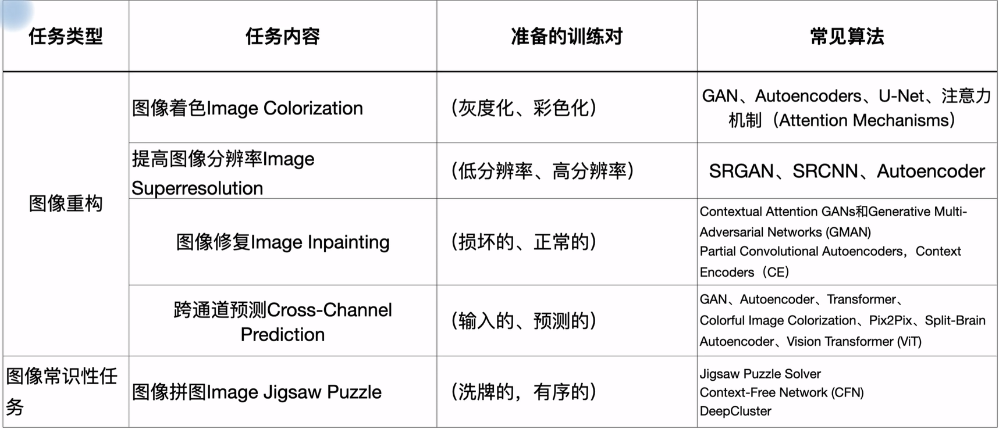 任务类型
任务内容
准备的训练对
常见算法
图像重构
图像着色Image Colorization
（灰度化、彩色化）
GAN、Autoencoders、U-Net、注意力
机制（Attention Mechanisms）
提高图像分辨率Image
Superresolution
（低分辨率、高分辨率）
SRGAN、SRCNN、Autoencoder
图像修复Image Inpainting
（损坏的、正常的）
Contextual Attention GANs和Generative Multi-
Adversarial Networks (GMAN)
Partial Convolutional Autoencoders，Context
Encoders（CE）
跨通道预测Cross-Channel
Prediction
（输入的、预测的）
GAN、Autoencoder、Transformer、
Colorful Image Colorization、Pix2Pix、Split-Brain
Autoencoder、Vision Transformer (ViT)
图像常识性任
务
图像拼图Image Jigsaw Puzzle
（洗牌的，有序的）
Jigsaw Puzzle Solver
Context-Free Network (CFN)
DeepCluster